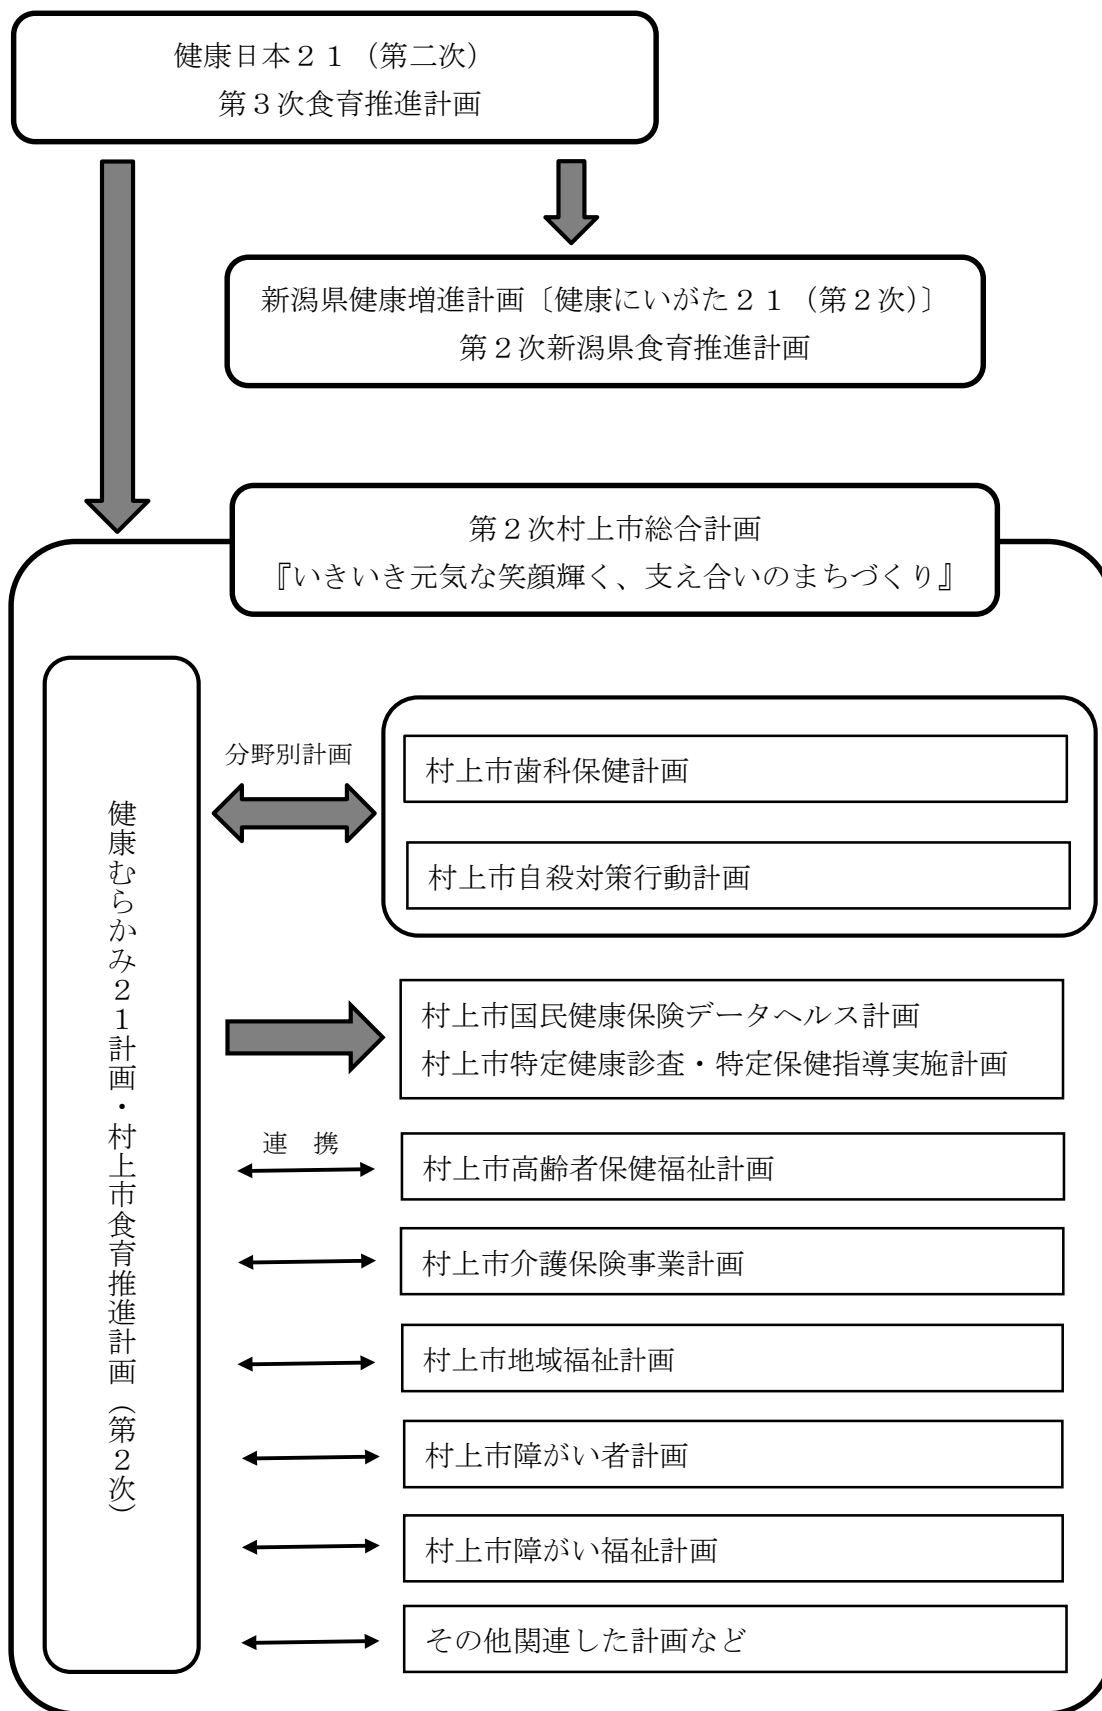 健康日本２１（第二次）
第３次食育推進計画
新潟県健康増進計画〔健康にいがた２１（第２次）〕
第２次新潟県食育推進計画
第２次村上市総合計画
『いきいき元気な笑顔輝く、支え合いのまちづくり』
健康むらかみ２１計画・村上市食育推進計画（第２次）
分野別計画
村上市歯科保健計画
村上市自殺対策行動計画
村上市国民健康保険データヘルス計画
村上市特定健康診査・特定保健指導実施計画
連　携
村上市高齢者保健福祉計画
村上市介護保険事業計画
村上市地域福祉計画
村上市障がい者計画
村上市障がい福祉計画
その他関連した計画など